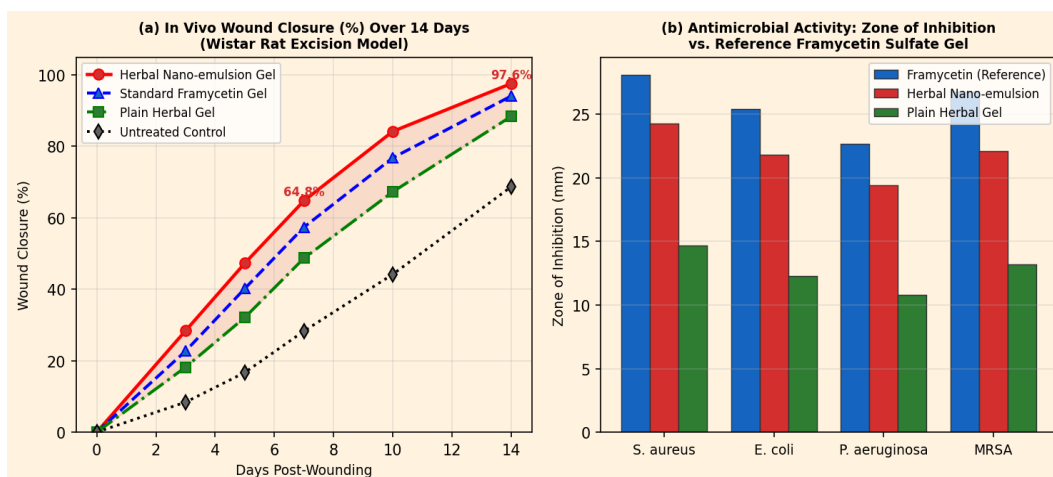 (a) In Vivo Wound Closure (%) Over 14 Days
(Wistar Rat Excision Model)
Herbal Nano-emulsion Gel
Standard Framycetin Gel
Plain Herbal Gel
Untreated Control
97.6%
64.8%
Wound Closure (%)
100
80
60
40
20
0
0 2 4 6 8 10 12 14
Days Post-Wounding
(b) Antimicrobial Activity: Zone of Inhibition
vs. Reference Framycetin Sulfate Gel
Framycetin (Reference)
Herbal Nano-emulsion
Plain Herbal Gel
Zone of Inhibition (mm)
25
20
15
10
5
0
S. aureus E. coli P. aeruginosa MRSA